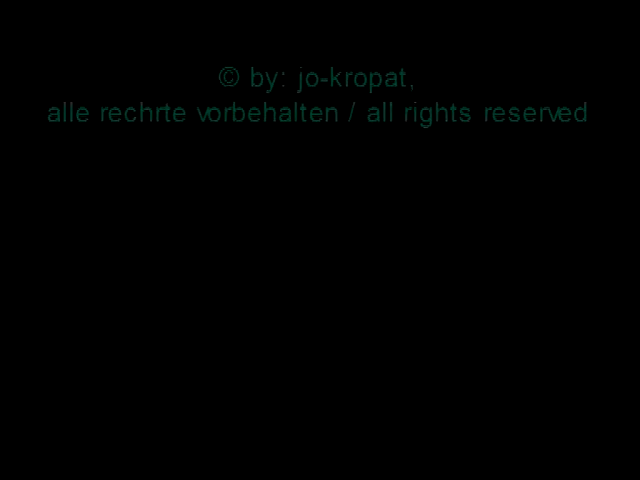 © by: jo-kropat,
alle rechrte vorbehalten / all rights reserved